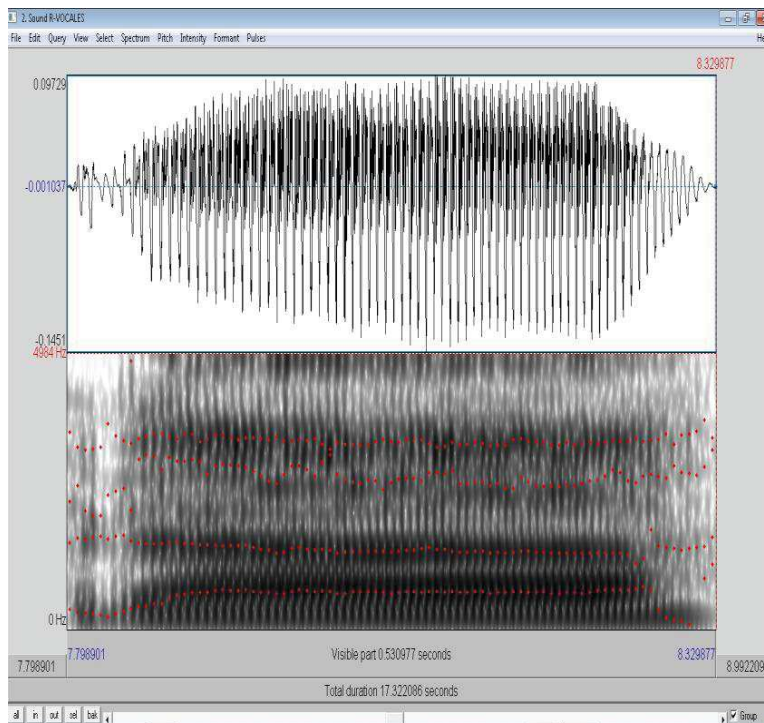 2. Sound R-VOCALES
File Edit Query View Select Spectrum Pitch Intensity Formant Pulses He
8.329877
0.09729
-0.001037
-0.1451
4984 Hz
0 Hz
7.798901 7.798901 Visible part 0.530977 seconds 8.329877 8.992209
Total duration 17.322086 seconds
all in out sel bak Group